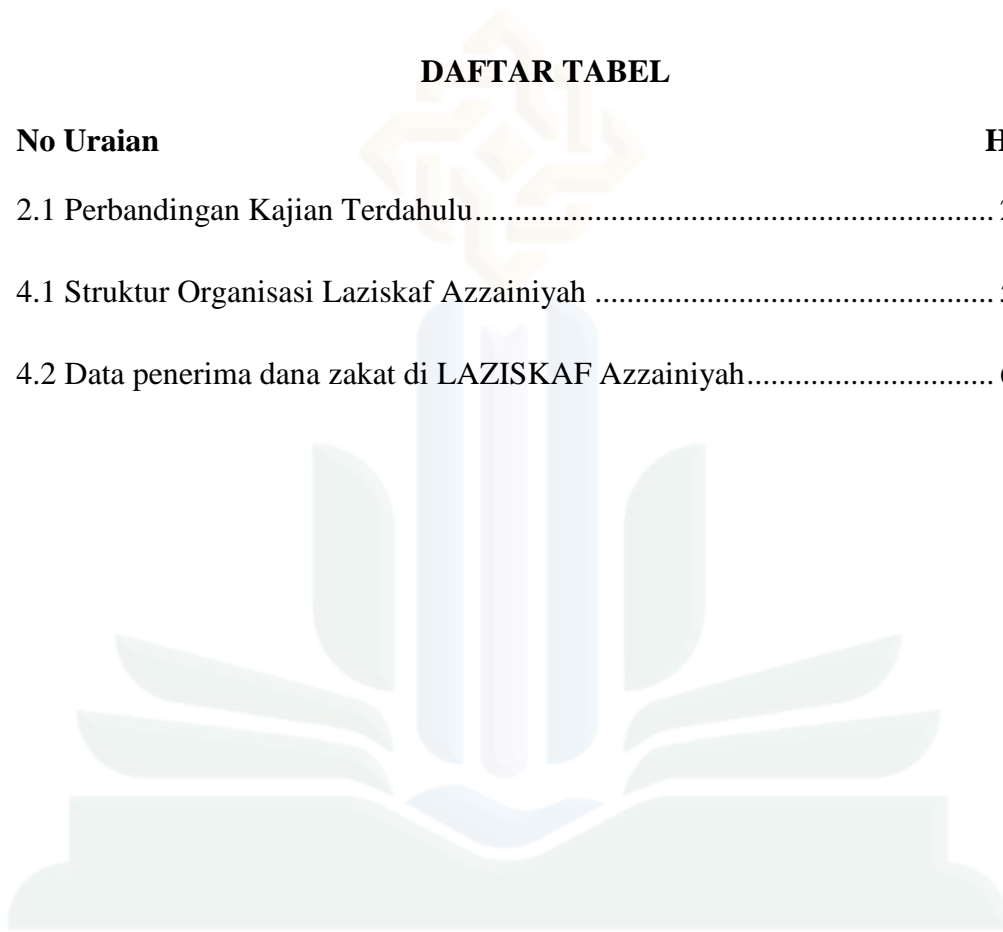 DAFTAR TABEL
No Uraian
2.1 Perbandingan Kajian Terdahulu................................................................
4.1 Struktur Organisasi Laziskaf Azzainiyah .................................................
4.2 Data penerima dana zakat di LAZISKAF Azzainiyah..............................